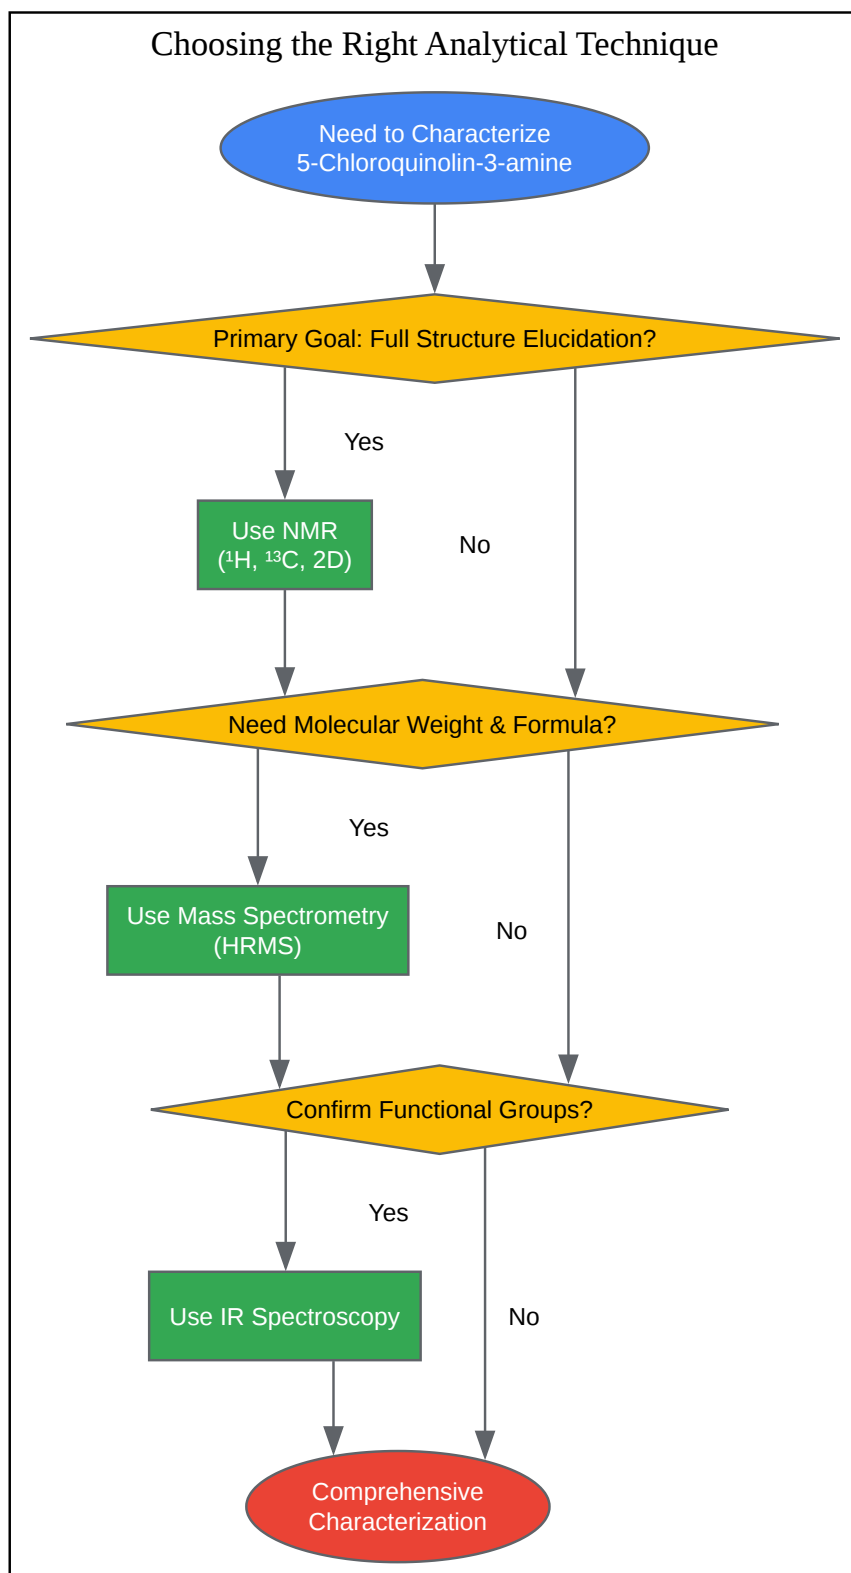 Choosing the Right Analytical Technique
Need to Characterize
5-Chloroquinolin-3-amine
Primary Goal: Full Structure Elucidation?
Yes
Use NMR
(¹H, ¹³C, 2D)
No
Need Molecular Weight & Formula?
Yes
Use Mass Spectrometry
(HRMS)
No
Confirm Functional Groups?
Yes
Use IR Spectroscopy
No
Comprehensive
Characterization